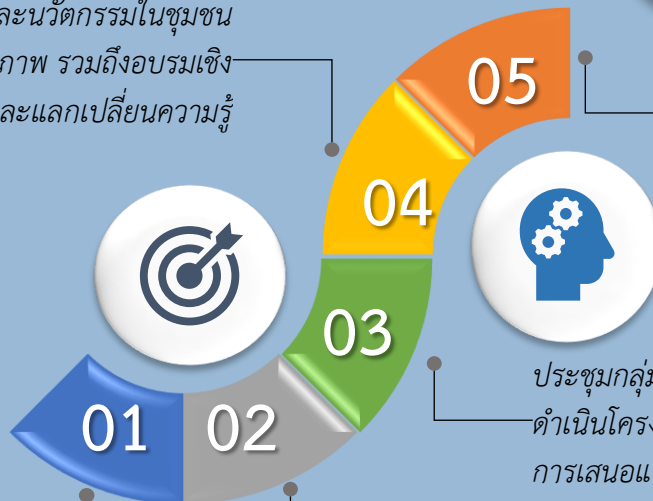 ละนวัตกรรมในชุมชน
ภาพ รวมถึงอบรมเชิง
ละแลกเปลี่ยนความรู้
05
04
03
ประชุมกลุ่ม
ดำเนินโครง
การเสนอแ
01 02